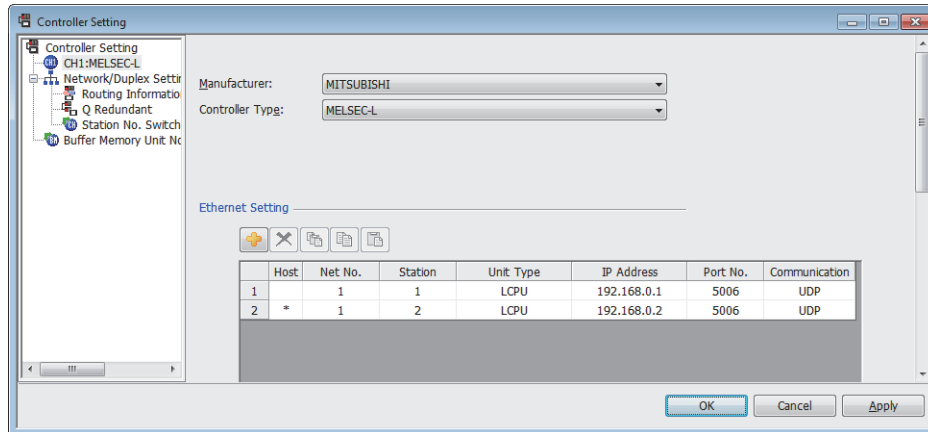 Controller Setting
Controller Setting
CH1:MELSEC-L
Network/Duplex Settir
Routing Informatio
Q Redundant
Station No. Switch
Buffer Memory Unit No
Manufacturer: MITSUBISHI
Controller Type: MELSEC-L
Ethernet Setting
Host Net No. Station Unit Type IP Address Port No. Communication
1 1 1 LCPU 192.168.0.1 5006 UDP
2 * 1 2 LCPU 192.168.0.2 5006 UDP
OK Cancel Apply